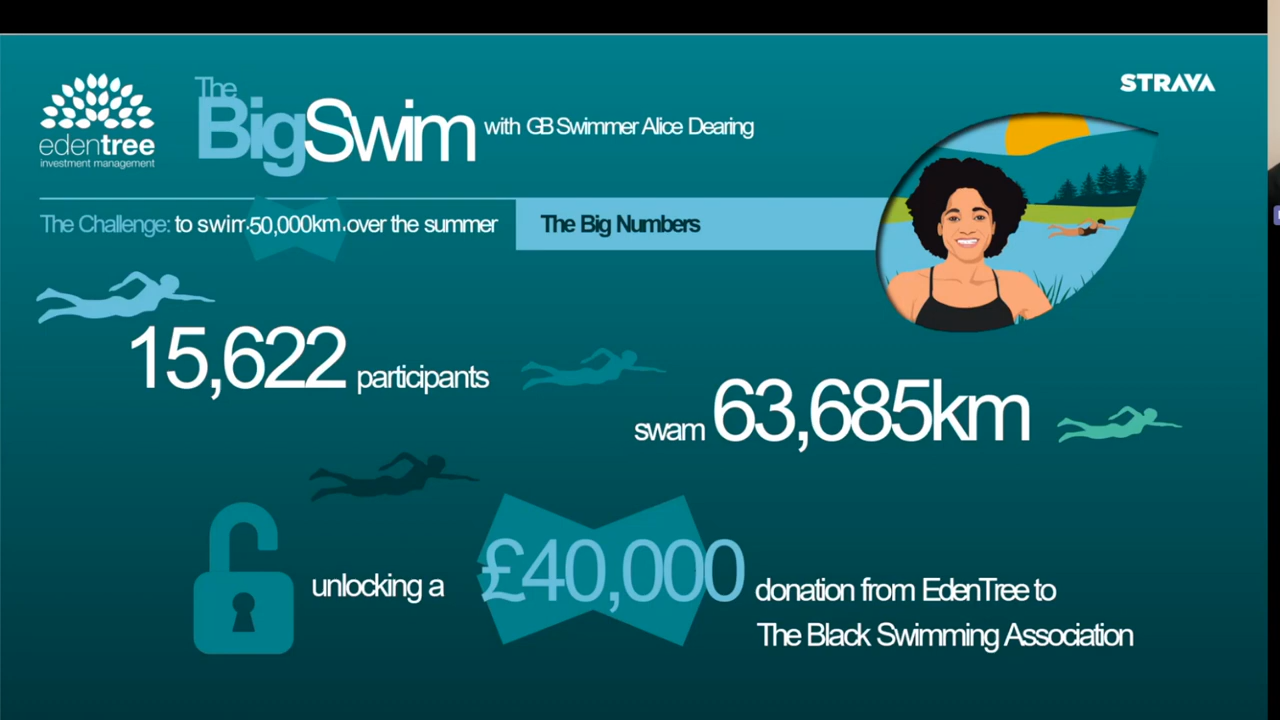 STRAVA
The
BigSwim with GB Swimmer Alice Dearing
edentree
investment management
The Challenge: to swim 50,000km over the summer
The Big Numbers
15,622 participants
swam 63,685km
unlocking a £40,000 donation from EdenTree to
The Black Swimming Association